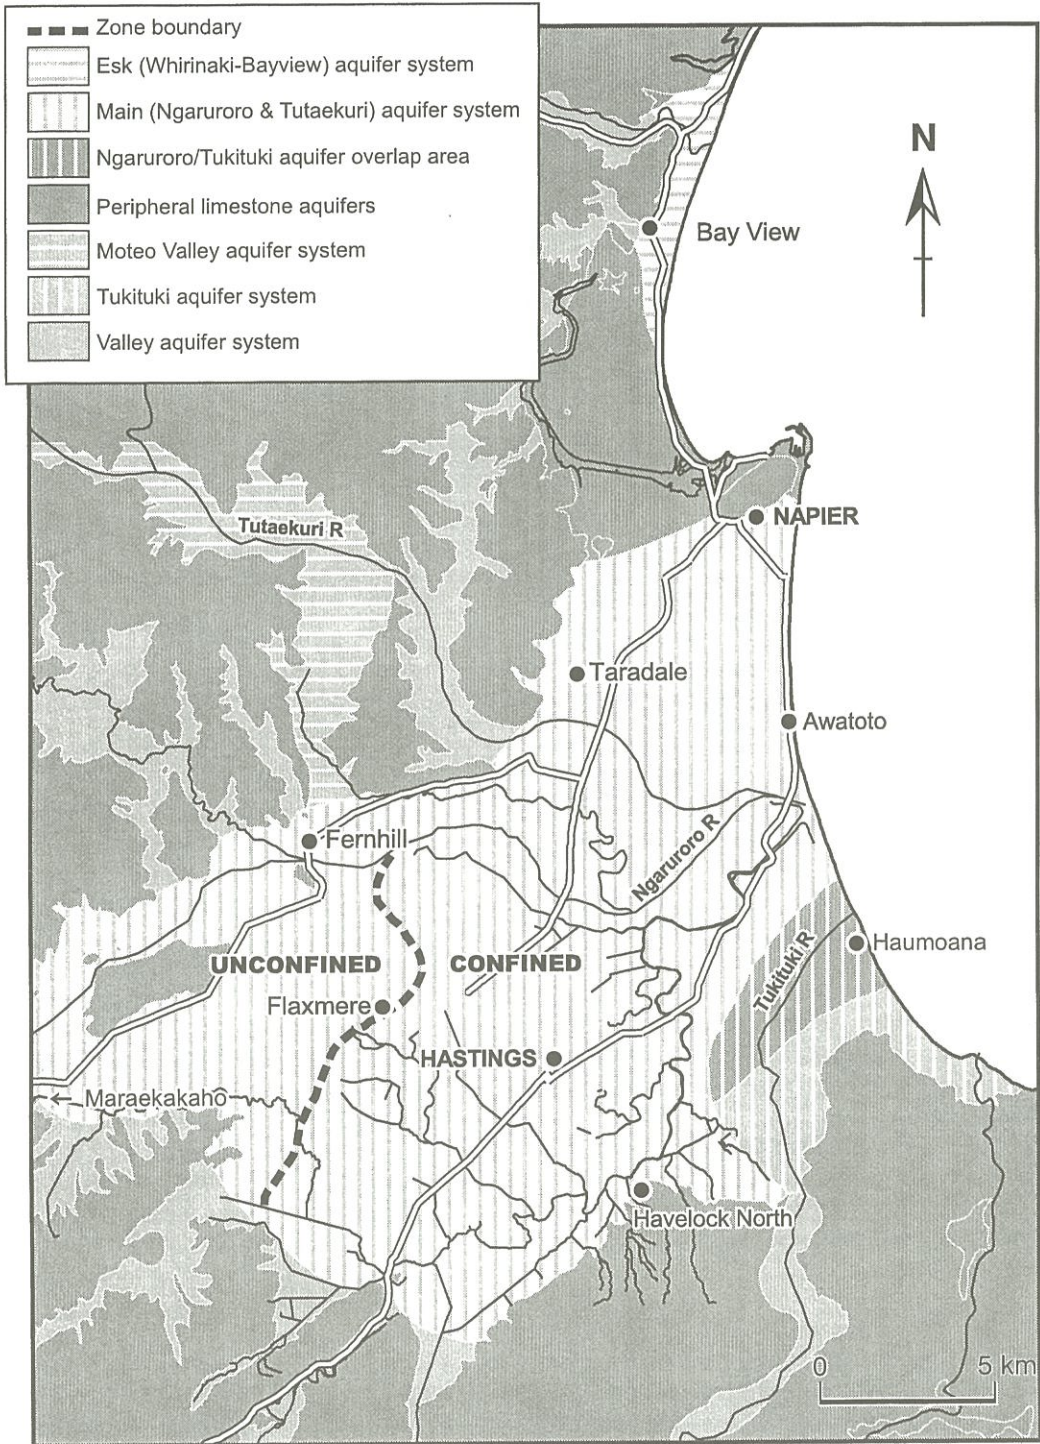 Zone boundary
Esk (Whirinaki-Bayview) aquifer system
Main (Ngaruroro & Tutaekuri) aquifer system
Ngaruroro/Tukituki aquifer overlap area
Peripheral limestone aquifers
Moteo Valley aquifer system
Tukituki aquifer system
Valley aquifer system
N
Bay View
NAPIER
Tutaekuri R
Taradale
Awatoto
Fernhill
Ngaruroro R
Haumoana
Tukituki R
UNCONFINED
CONFINED
Flaxmere
HASTINGS
← Maraekakahō
Havelock North
0 5 km